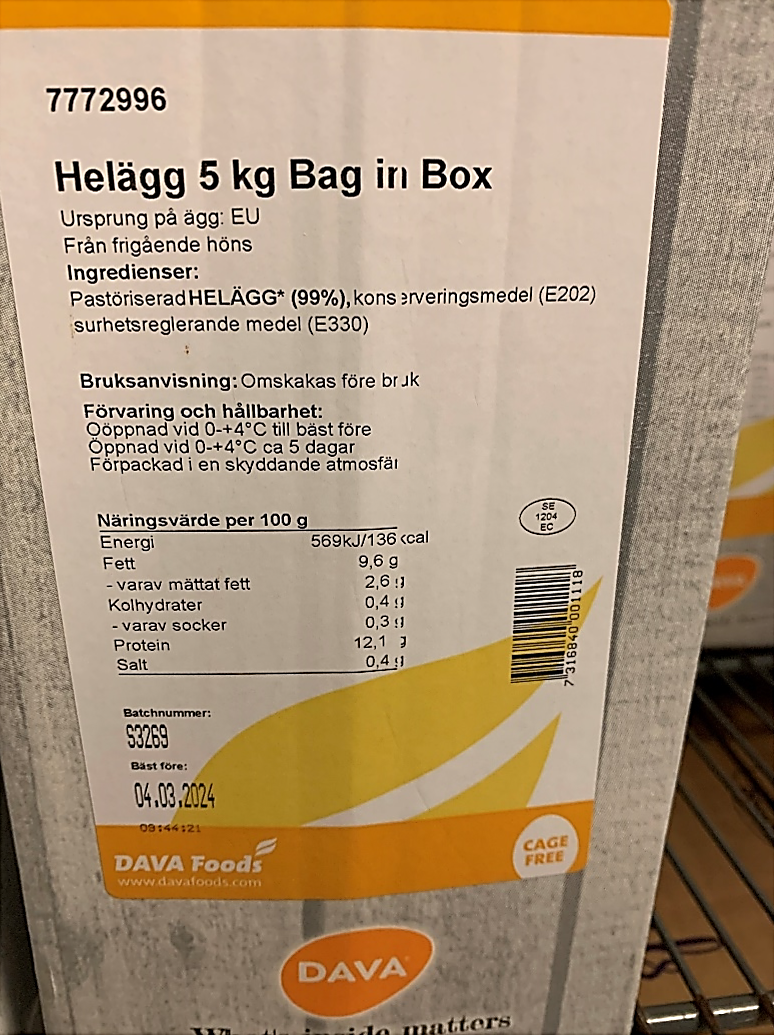 7772996
Helägg 5 kg Bag in Box
Ursprung på ägg: EU
Från frigående höns
Ingredienser:
Pastöriserad HELÄGG* (99%), konserveringsmedel (E202)
surhetsreglerande medel (E330)
Bruksanvisning: Omskakas före bruk
Förvaring och hållbarhet:
Oöppnad vid 0-+4°C till bäst före
Öppnad vid 0-+4°C ca 5 dagar
Förpackad i en skyddande atmosfär
Näringsvärde per 100 g
Energi 569kJ/136 kcal
Fett 9,6 g
- varav mättat fett 2,6 g
Kolhydrater 0,4 g
- varav socker 0,3 g
Protein 12,1 g
Salt 0,4 g
SE
1204
EC
7 316840 001118
Batchnummer:
S3269
Bäst före:
04.03.2024
09:44:21
DAVA Foods
www.davafoods.com
CAGE
FREE
DAVA
What's inside matters